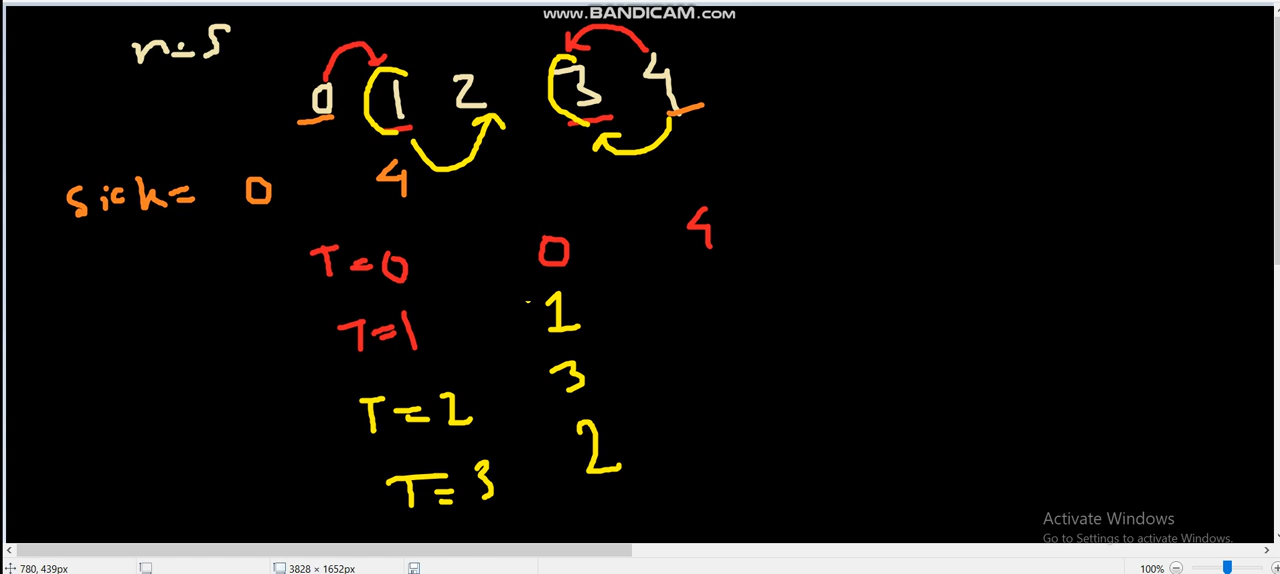 www.BANDICAM.com
n=5
0 1 2 3 4
sick= 0 4
T=0 0 4
T=1 1
T=2 3
T=3 2
Activate Windows
Go to Settings to activate Windows.
780, 439px 3828 × 1652px 100%